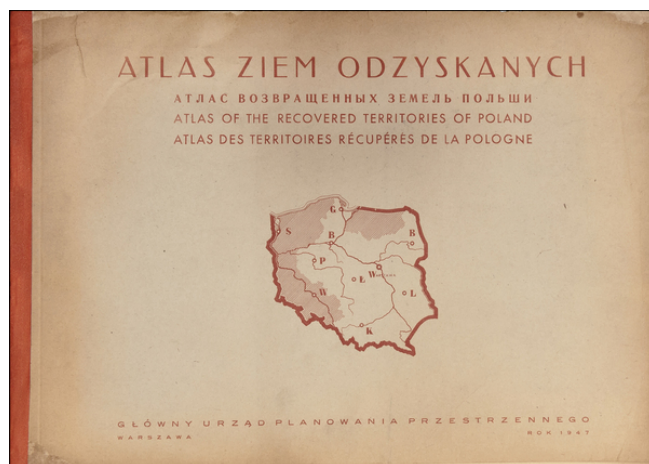 ATLAS ZIEM ODZYSKANYCH
АТЛАС ВОЗВРАЩЕННЫХ ЗЕМЕЛЬ ПОЛЬШИ
ATLAS OF THE RECOVERED TERRITORIES OF POLAND
ATLAS DES TERRITOIRES RÉCUPÉRÉS DE LA POLOGNE
G
S
B
B
P
W
Ł
W
L
K
GŁÓWNY URZĄD PLANOWANIA PRZESTRZENNEGO
WARSZAWA ROK 1947